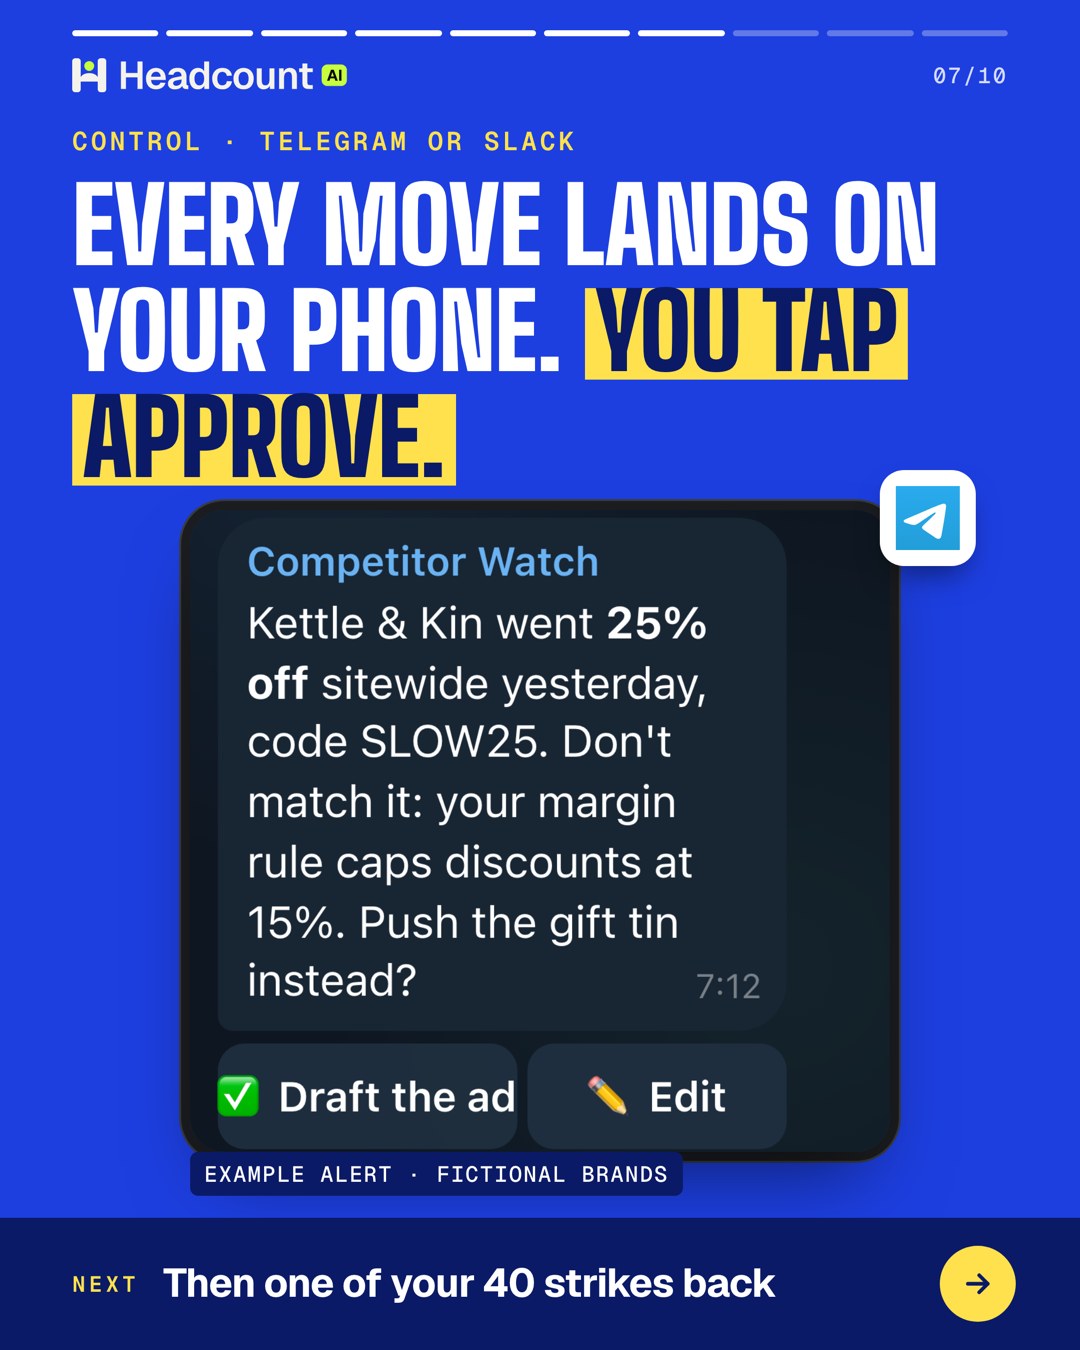 Headcount AI
07/10
CONTROL · TELEGRAM OR SLACK
EVERY MOVE LANDS ON
YOUR PHONE. YOU TAP
APPROVE.
Competitor Watch
Kettle & Kin went 25%
off sitewide yesterday,
code SLOW25. Don't
match it: your margin
rule caps discounts at
15%. Push the gift tin
instead?
7:12
✅ Draft the ad
✏️ Edit
EXAMPLE ALERT · FICTIONAL BRANDS
NEXT Then one of your 40 strikes back